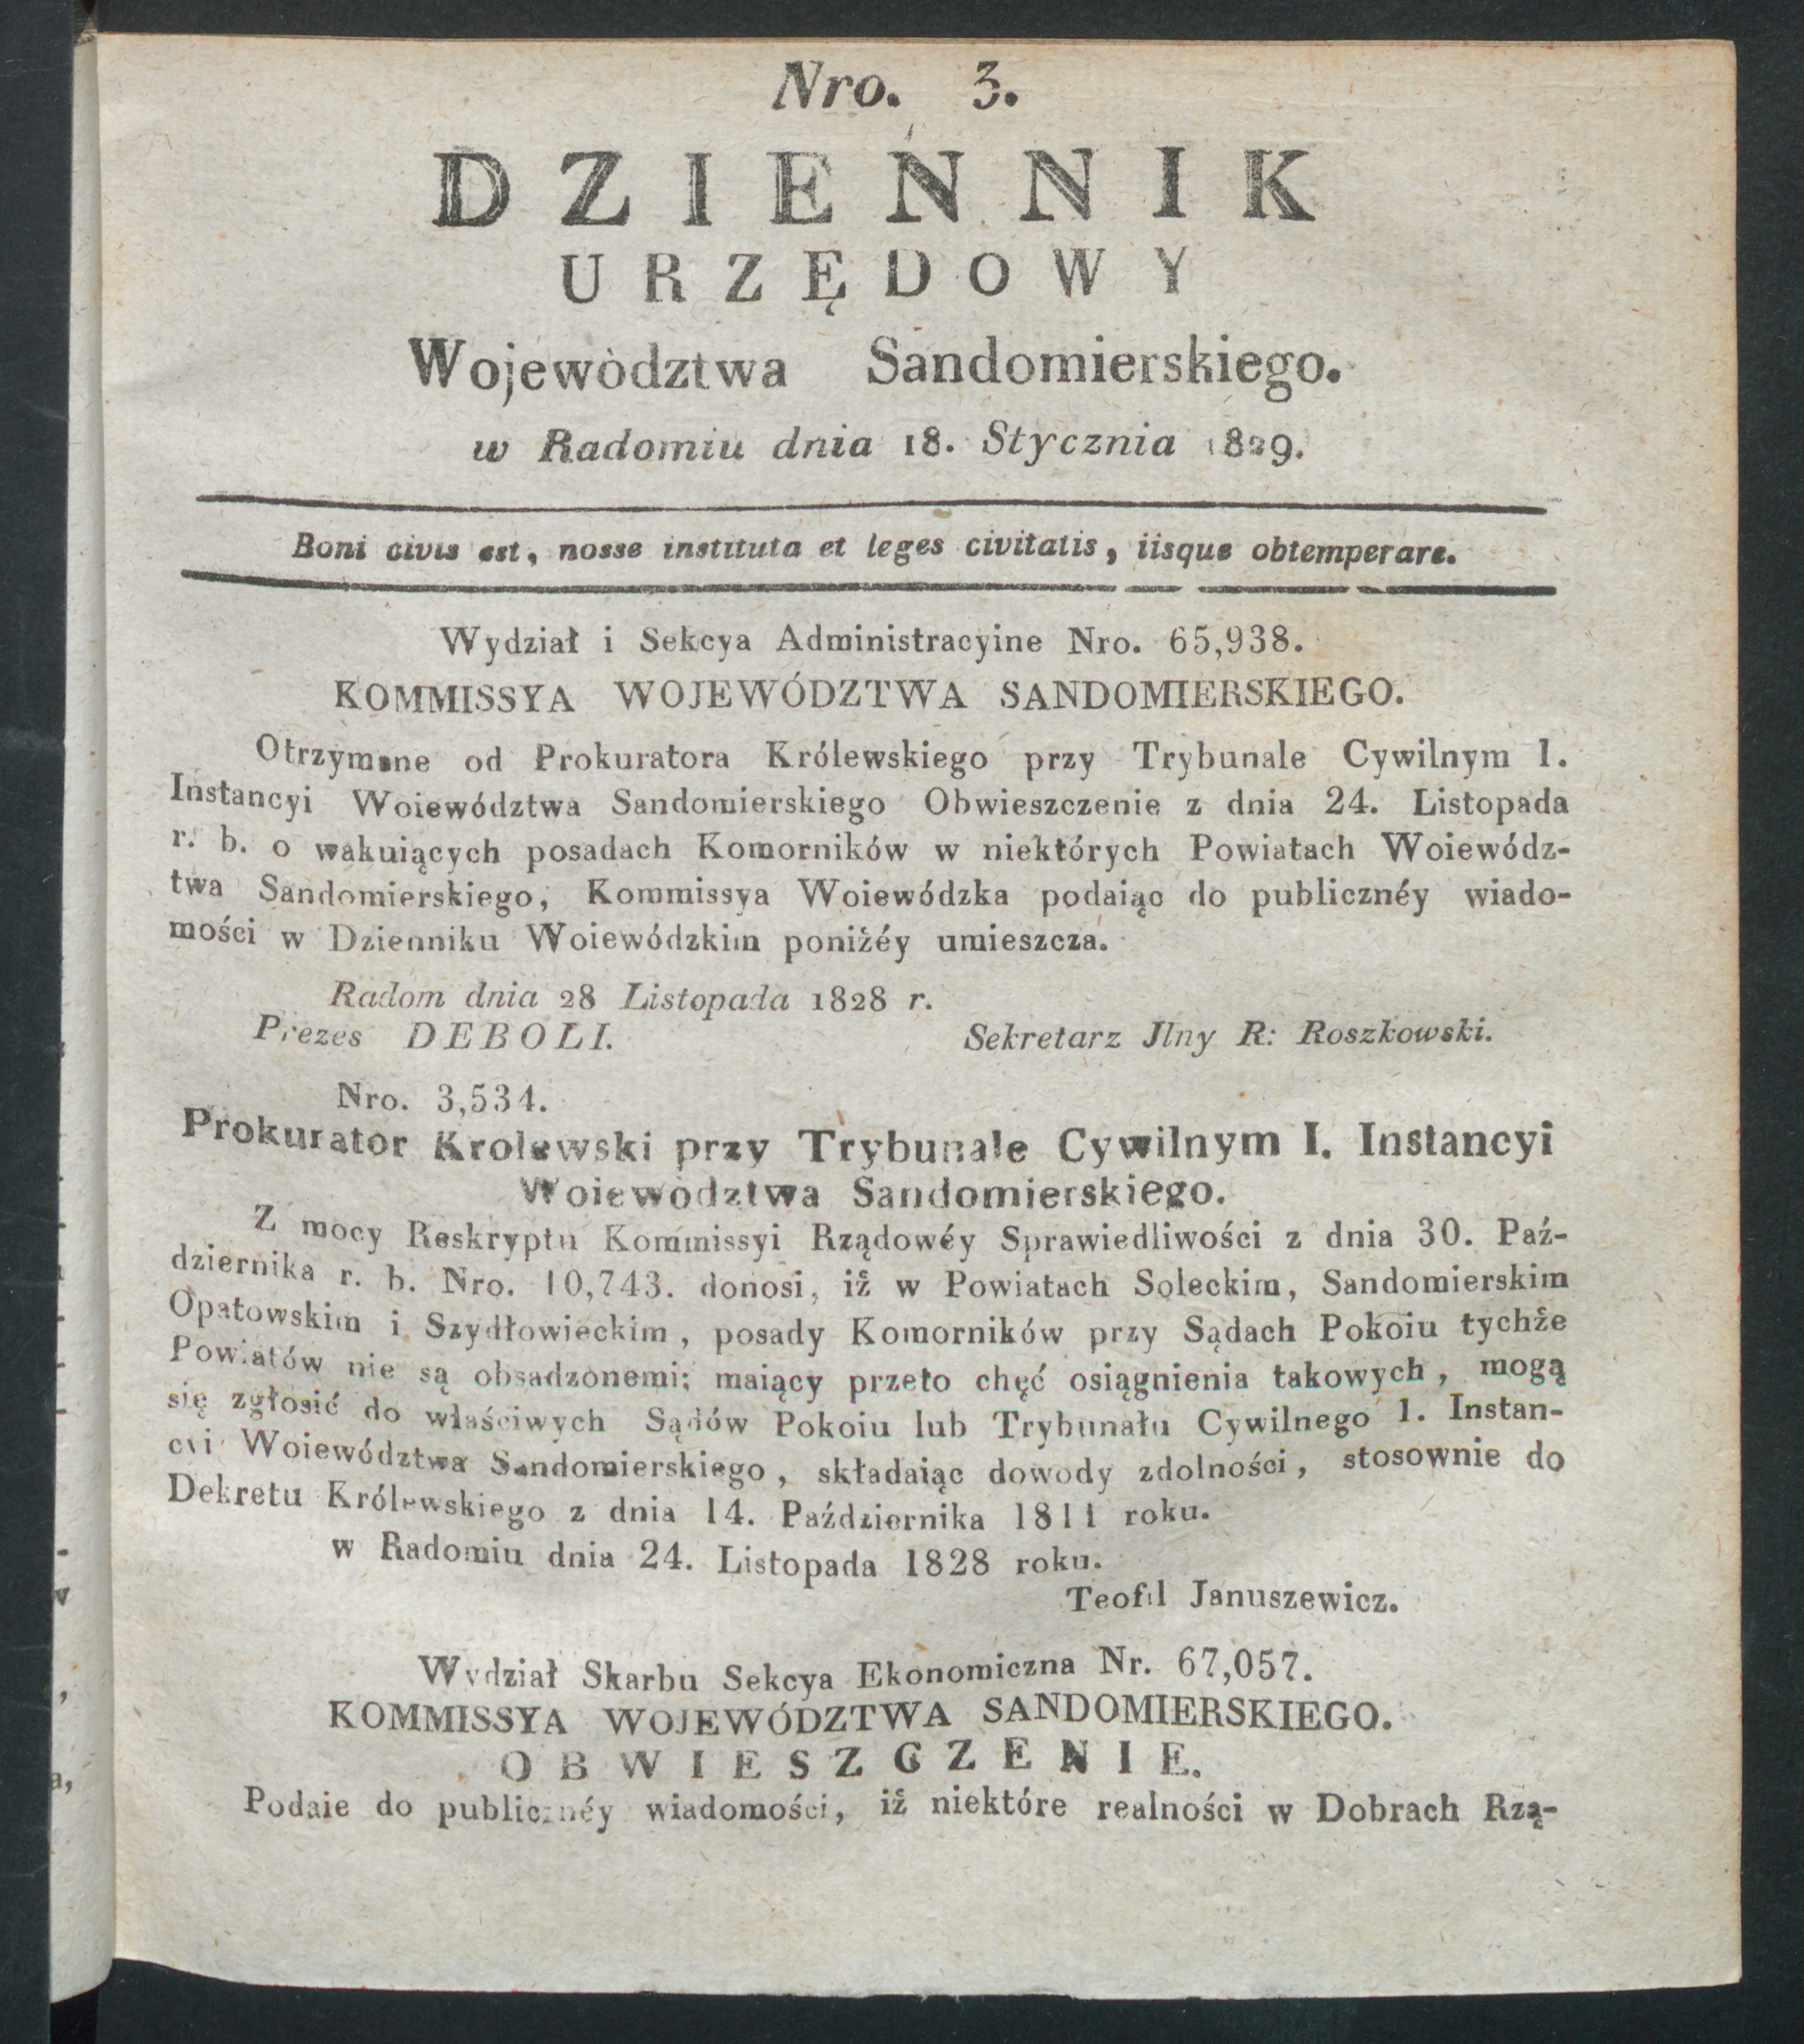 Nro. 3.
DZIENNIK
URZĘDOWY
Województwa Sandomierskiego.
w Radomiu dnia 18. Stycznia 1829.
Boni civis est, nosse instituta et leges civitatis, iisque obtemperare.
Wydział i Sekcya Administracyine Nro. 65,938.
KOMMISSYA WOJEWÓDZTWA SANDOMIERSKIEGO.
Otrzymane od Prokuratora Królewskiego przy Trybunale Cywilnym I.
Instancyi Woiewództwa Sandomierskiego Obwieszczenie z dnia 24. Listopada
r. b. o wakuiących posadach Komorników w niektórych Powiatach Woiewódz-
twa Sandomierskiego, Kommissya Woiewódzka podaiąc do publicznéy wiado-
mości w Dzienniku Woiewódzkim poniżéy umieszcza.
Radom dnia 28 Listopada 1828 r.
Prezes DEBOLI. Sekretarz Jlny R: Roszkowski.
Nro. 3,534.
Prokurator Krolewski przy Trybunale Cywilnym I. Instancyi
Woiewodztwa Sandomierskiego.
Z mocy Reskryptu Kommissyi Rządowéy Sprawiedliwości z dnia 30. Paź-
dziernika r. b. Nro. 10,743. donosi, iż w Powiatach Soleckim, Sandomierskim
Opatowskim i Szydłowieckim, posady Komorników przy Sądach Pokoiu tychże
Powiatów nie są obsadzonemi; maiący przeto chęć osiągnienia takowych, mogą
się zgłosić do właściwych Sądów Pokoiu lub Trybunału Cywilnego I. Instan-
cyi Woiewództwa Sandomierskiego, składaiąc dowody zdolności, stosownie do
Dekretu Królewskiego z dnia 14. Października 1811 roku.
w Radomiu dnia 24. Listopada 1828 roku.
Teofil Januszewicz.
Wydział Skarbu Sekcya Ekonomiczna Nr. 67,057.
KOMMISSYA WOJEWÓDZTWA SANDOMIERSKIEGO.
OBWIESZCZENIE.
Podaie do publicznéy wiadomości, iż niektóre realności w Dobrach Rzą-